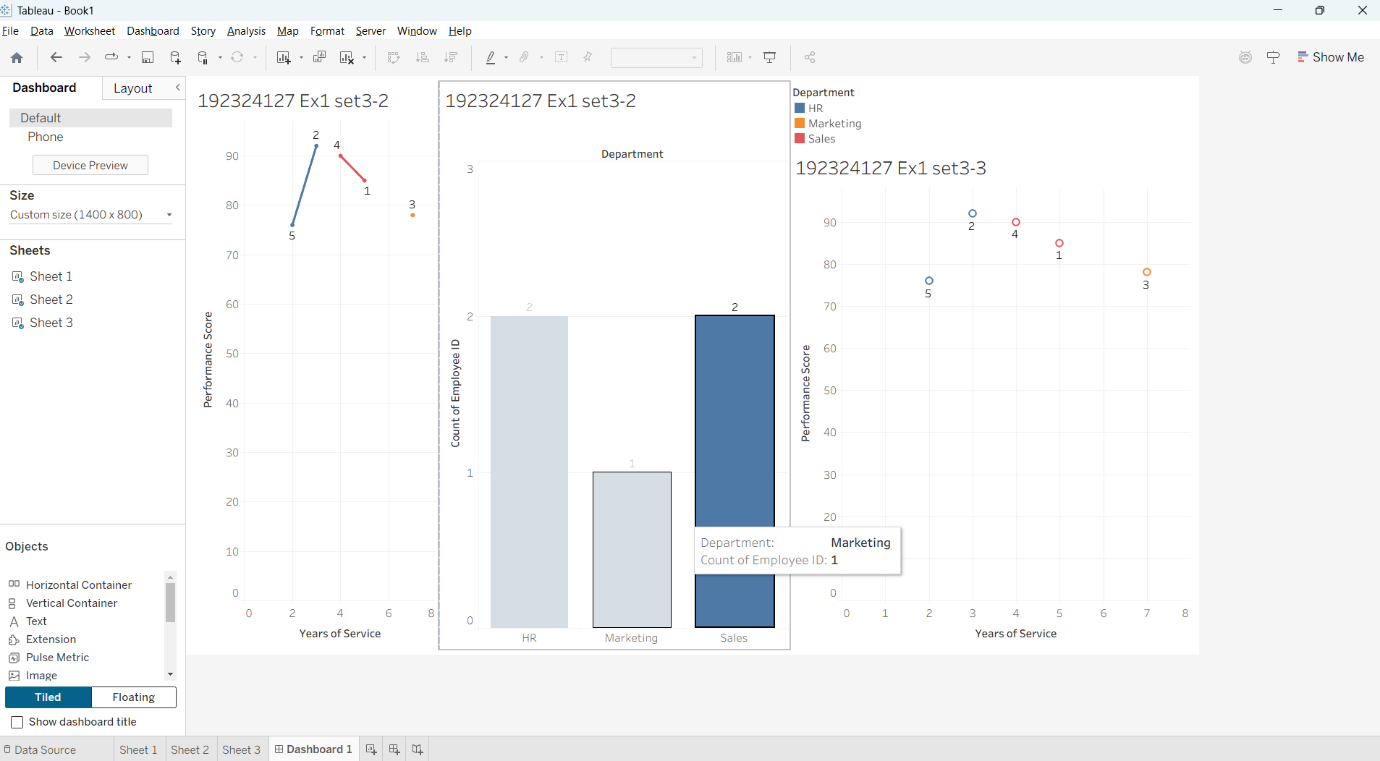 Tableau - Book1
File Data Worksheet Dashboard Story Analysis Map Format Server Window Help
Show Me
Dashboard Layout
Default
Phone
Device Preview
Size
Custom size (1400 x 800)
Sheets
Sheet 1
Sheet 2
Sheet 3
Objects
Horizontal Container
Vertical Container
Text
Extension
Pulse Metric
Image
Tiled Floating
Show dashboard title
192324127 Ex1 set3-2
Performance Score
90
80
70
60
50
40
30
20
10
0
2
4
1
3
5
0 2 4 6 8
Years of Service
192324127 Ex1 set3-2
Department
Count of Employee ID
3
2
1
0
2
1
2
HR Marketing Sales
Department: Marketing
Count of Employee ID: 1
Department
HR
Marketing
Sales
192324127 Ex1 set3-3
Performance Score
90
80
70
60
50
40
30
20
0
2
4
1
3
5
0 1 2 3 4 5 6 7 8
Years of Service
Data Source Sheet 1 Sheet 2 Sheet 3 Dashboard 1